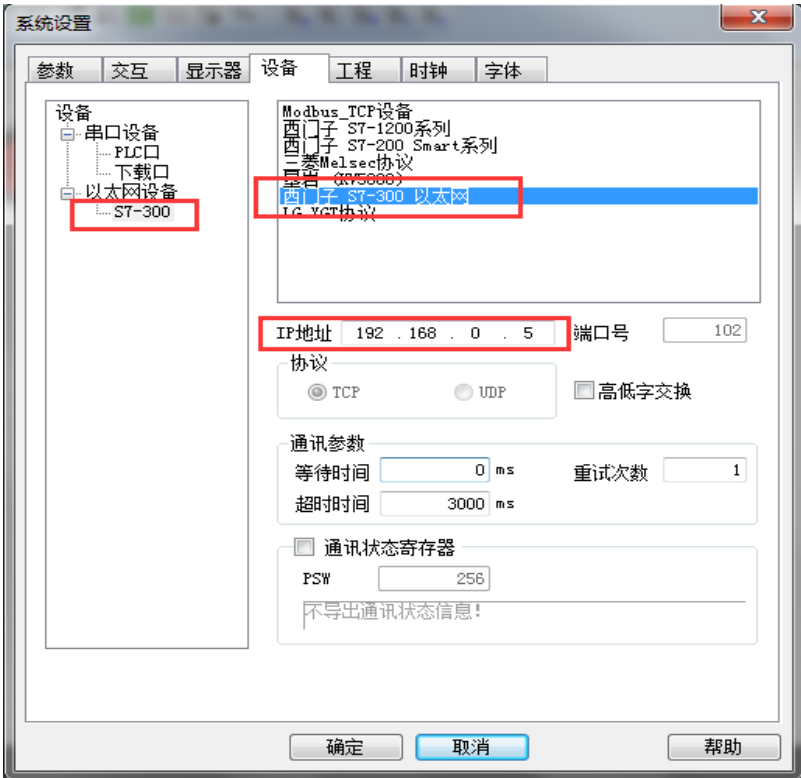 系统设置
参数 交互 显示器 设备 工程 时钟 字体
设备
串口设备
PLC口
下载口
以太网设备
S7-300
Modbus_TCP设备
西门子 S7-1200系列
西门子 S7-200 Smart系列
三菱Melsec协议
基岩 (KV5000)
西门子 S7-300 以太网
LG XGT协议
IP地址 192 . 168 . 0 . 5 端口号 102
协议
TCP UDP 高低字交换
通讯参数
等待时间 0 ms 重试次数 1
超时时间 3000 ms
通讯状态寄存器
PSW 256
不导出通讯状态信息!
确定 取消 帮助